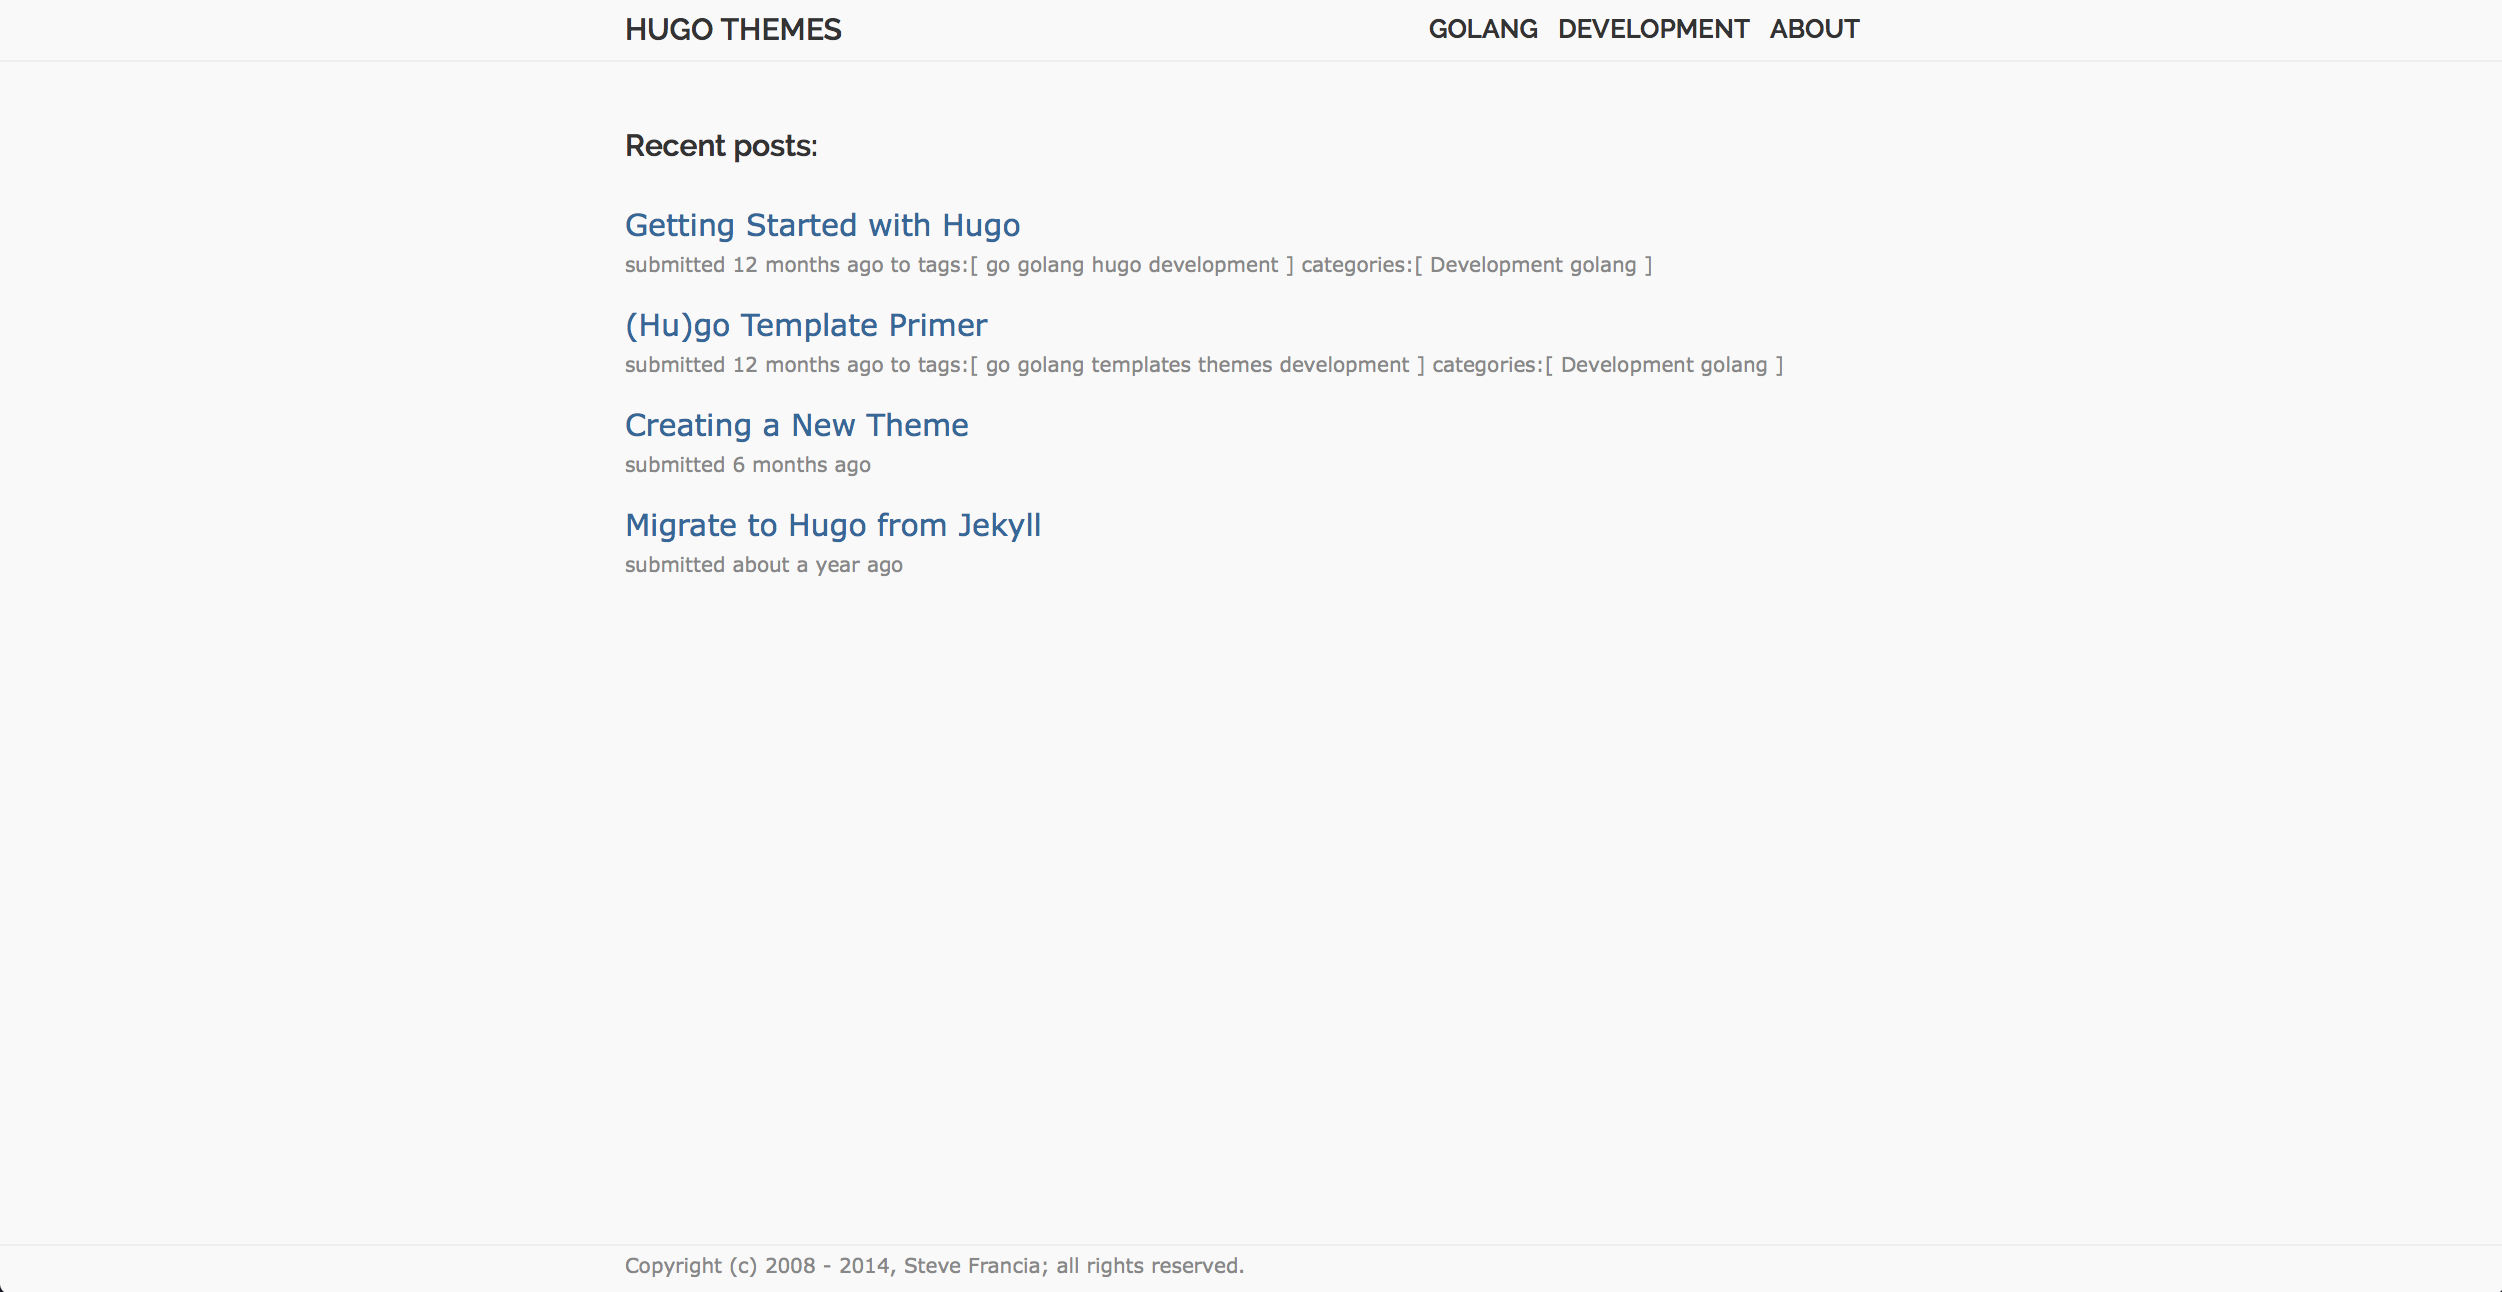 HUGO THEMES GOLANG DEVELOPMENT ABOUT
Recent posts:
Getting Started with Hugo
submitted 12 months ago to tags:[ go golang hugo development ] categories:[ Development golang ]
(Hu)go Template Primer
submitted 12 months ago to tags:[ go golang templates themes development ] categories:[ Development golang ]
Creating a New Theme
submitted 6 months ago
Migrate to Hugo from Jekyll
submitted about a year ago
Copyright (c) 2008 - 2014, Steve Francia; all rights reserved.